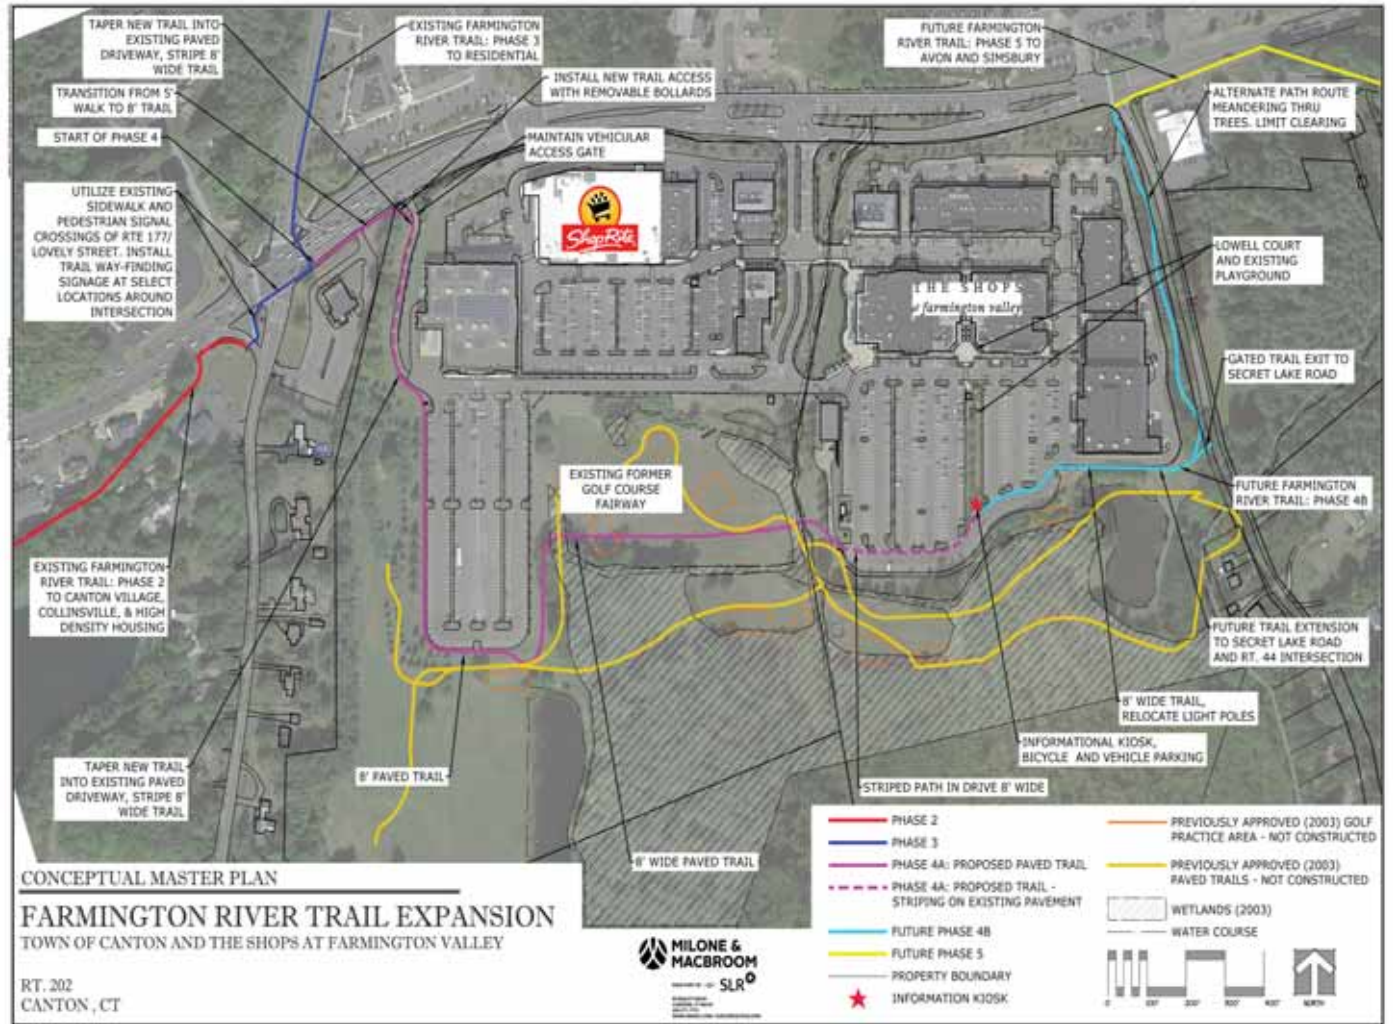 TAPER NEW TRAIL INTO
EXISTING PAVED
DRIVEWAY, STRIPE 8'
WIDE TRAIL
TRANSITION FROM 5'
WALK TO 8' TRAIL
START OF PHASE 4
UTILIZE EXISTING
SIDEWALK AND
PEDESTRIAN SIGNAL
CROSSINGS OF RTE 177/
LOVELY STREET. INSTALL
TRAIL WAY-FINDING
SIGNAGE AT SELECT
LOCATIONS AROUND
INTERSECTION
EXISTING FARMINGTON
RIVER TRAIL: PHASE 3
TO RESIDENTIAL
INSTALL NEW TRAIL ACCESS
WITH REMOVABLE BOLLARDS
MAINTAIN VEHICULAR
ACCESS GATE
FUTURE FARMINGTON
RIVER TRAIL: PHASE 5 TO
AVON AND SIMSBURY
ALTERNATE PATH ROUTE
MEANDERING THRU
TREES. LIMIT CLEARING
LOWELL COURT
AND EXISTING
PLAYGROUND
ShopRite
THE SHOPS
farmington valley
GATED TRAIL EXIT TO
SECRET LAKE ROAD
EXISTING FORMER
GOLF COURSE
FAIRWAY
FUTURE FARMINGTON
RIVER TRAIL: PHASE 4B
EXISTING FARMINGTON
RIVER TRAIL: PHASE 2
TO CANTON VILLAGE,
COLLINSVILLE, & HIGH
DENSITY HOUSING
FUTURE TRAIL EXTENSION
TO SECRET LAKE ROAD
AND RT. 44 INTERSECTION
8' WIDE TRAIL,
RELOCATE LIGHT POLES
INFORMATIONAL KIOSK,
BICYCLE AND VEHICLE PARKING
STRIPED PATH IN DRIVE 8' WIDE
TAPER NEW TRAIL
INTO EXISTING PAVED
DRIVEWAY, STRIPE 8'
WIDE TRAIL
8' PAVED TRAIL
8' WIDE PAVED TRAIL
CONCEPTUAL MASTER PLAN
FARMINGTON RIVER TRAIL EXPANSION
TOWN OF CANTON AND THE SHOPS AT FARMINGTON VALLEY
RT. 202
CANTON, CT
MILONE &
MACBROOM
SLR
PHASE 2
PHASE 3
PHASE 4A: PROPOSED PAVED TRAIL
PHASE 4A: PROPOSED TRAIL -
STRIPING ON EXISTING PAVEMENT
FUTURE PHASE 4B
FUTURE PHASE 5
PROPERTY BOUNDARY
INFORMATION KIOSK
PREVIOUSLY APPROVED (2003) GOLF
PRACTICE AREA - NOT CONSTRUCTED
PREVIOUSLY APPROVED (2003)
PAVED TRAILS - NOT CONSTRUCTED
WETLANDS (2003)
WATER COURSE
0 100' 200' 300' 400'
NORTH